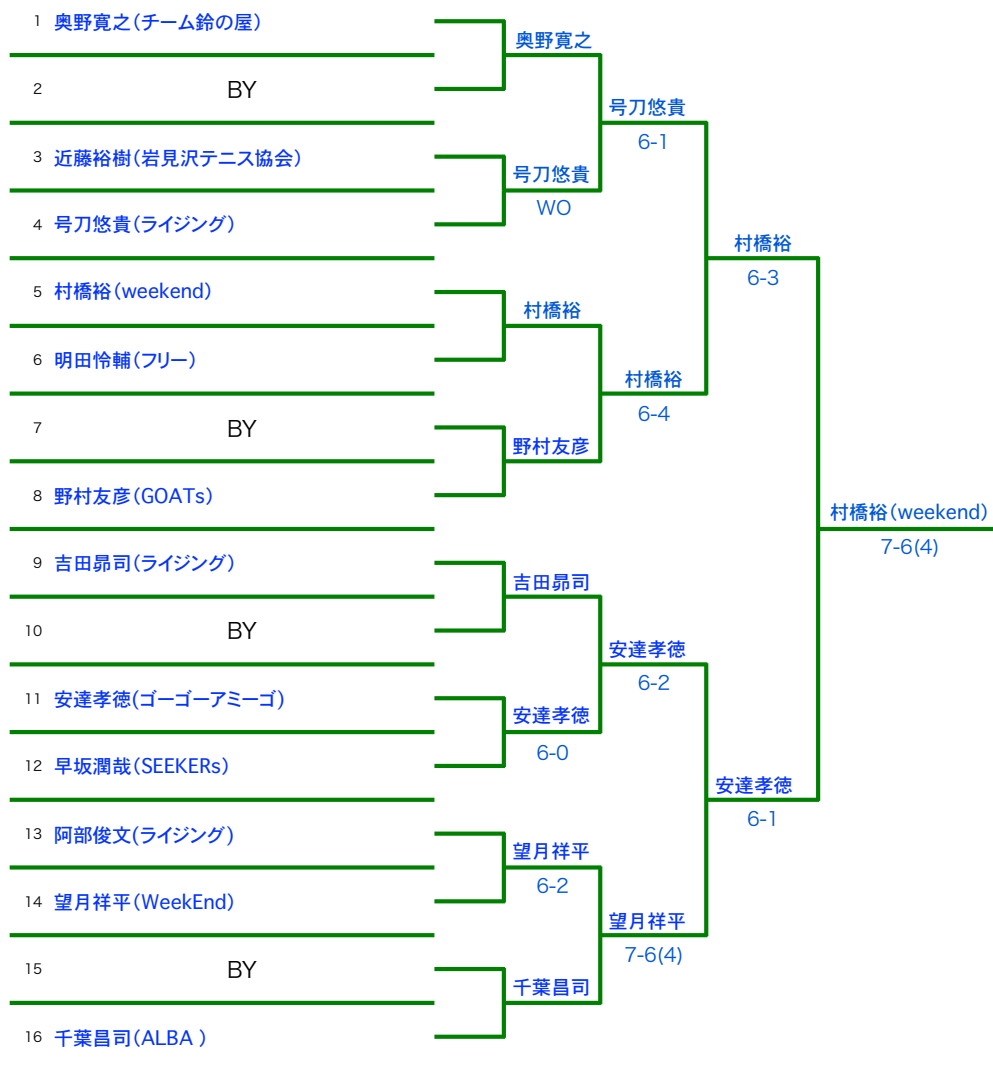 1 奥野寛之(チーム鈴の屋)
2 BY
3 近藤裕樹(岩見沢テニス協会)
4 号刀悠貴(ライジング)
5 村橋裕(weekend)
6 明田怜輔(フリー)
7 BY
8 野村友彦(GOATs)
9 吉田昴司(ライジング)
10 BY
11 安達孝徳(ゴーゴーアミーゴ)
12 早坂潤哉(SEEKERs)
13 阿部俊文(ライジング)
14 望月祥平(WeekEnd)
15 BY
16 千葉昌司(ALBA )
奥野寛之
号刀悠貴
WO
村橋裕
野村友彦
吉田昴司
安達孝徳
6-0
望月祥平
6-2
千葉昌司
号刀悠貴
6-1
村橋裕
6-4
安達孝徳
6-2
望月祥平
7-6(4)
村橋裕
6-3
安達孝徳
6-1
村橋裕(weekend)
7-6(4)